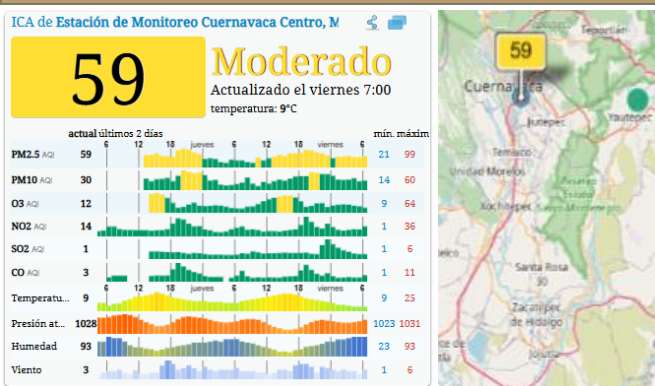 ICA de Estación de Monitoreo Cuernavaca Centro, M
59
Moderado
Actualizado el viernes 7:00
temperatura: 9°C
actual últimos 2 días mín. máxim
6 12 18 jueves 6 12 18 viernes 6
PM2.5 AQI 59 21 99
PM10 AQI 30 14 60
O3 AQI 12 9 64
NO2 AQI 14 1 36
SO2 AQI 1 1 6
CO AQI 3 1 11
6 12 18 jueves 6 12 18 viernes 6
Temperatu... 9 9 25
Presión at... 1028 1023 1031
Humedad 93 23 93
Viento 3 1 6
Tepoztlán
59
Cuernavaca
Jiutepec
Yautepec
Temixco
Unidad Morelos
Xochitepec
Santa Rosa
30
Zacatepec
de Hidalgo
Jojutla